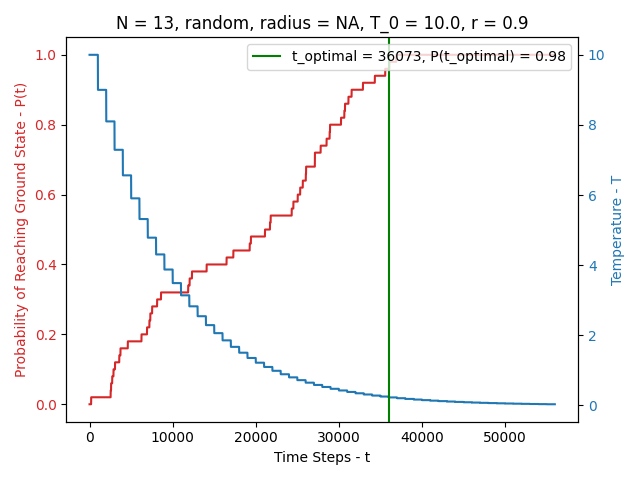 N = 13, random, radius = NA, T_0 = 10.0, r = 0.9
t_optimal = 36073, P(t_optimal) = 0.98
Probability of Reaching Ground State - P(t)
1.0
0.8
0.6
0.4
0.2
0.0
10
8
6
4
2
0
Temperature - T
0 10000 20000 30000 40000 50000
Time Steps - t